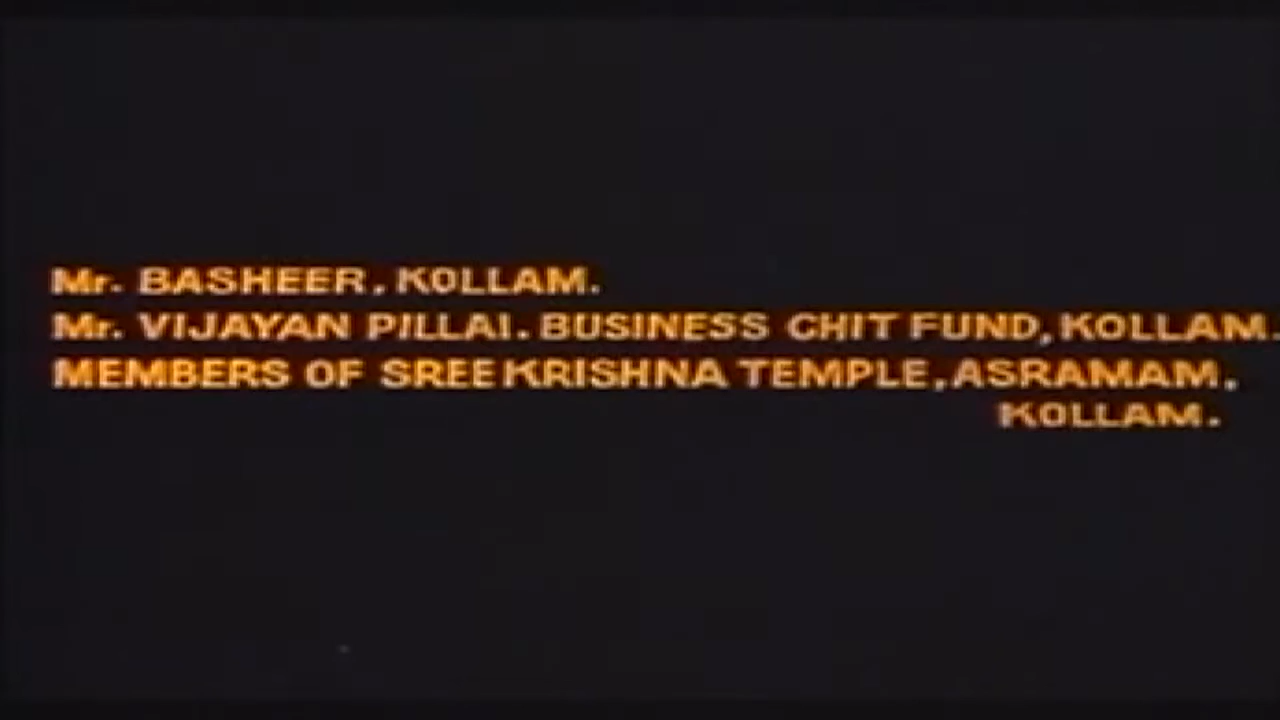 Mr. BASHEER, KOLLAM.
Mr. VIJAYAN PILLAI. BUSINESS CHIT FUND, KOLLAM.
MEMBERS OF SREE KRISHNA TEMPLE, ASRAMAM,
KOLLAM.